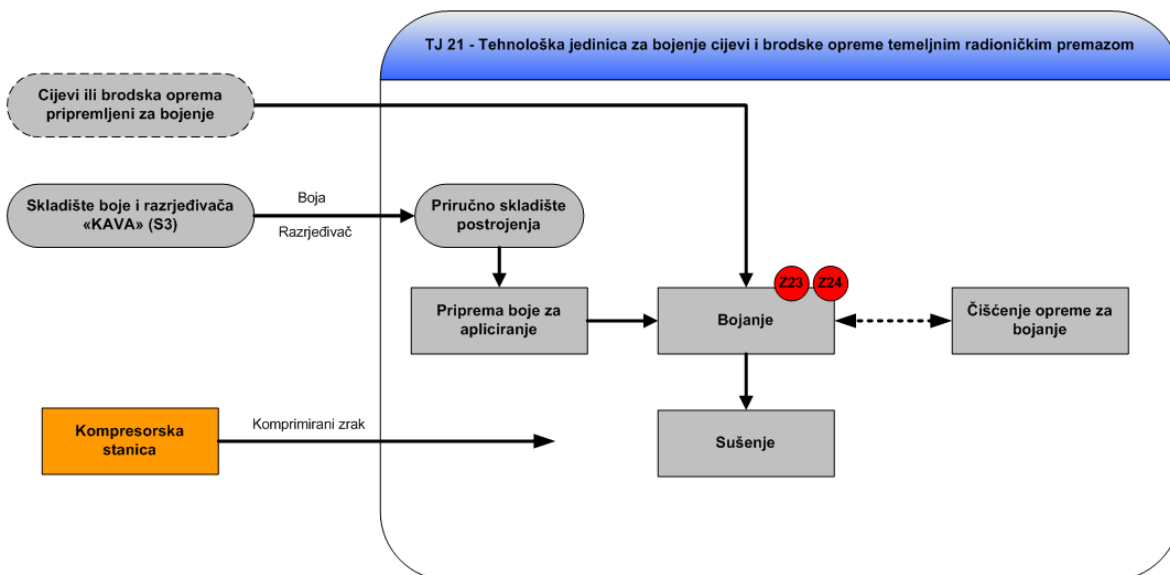 TJ 21 - Tehnološka jedinica za bojenje cijevi i brodske opreme temeljnim radioničkim premazom
Cijevi ili brodska oprema
pripremljeni za bojenje
Skladište boje i razrjeđivača
«KAVA» (S3)
Boja
Razrjeđivač
Priručno skladište
postrojenja
Z23
Z24
Priprema boje za
apliciranje
Bojanje
Čišćenje opreme za
bojanje
Kompresorska
stanica
Komprimirani zrak
Sušenje